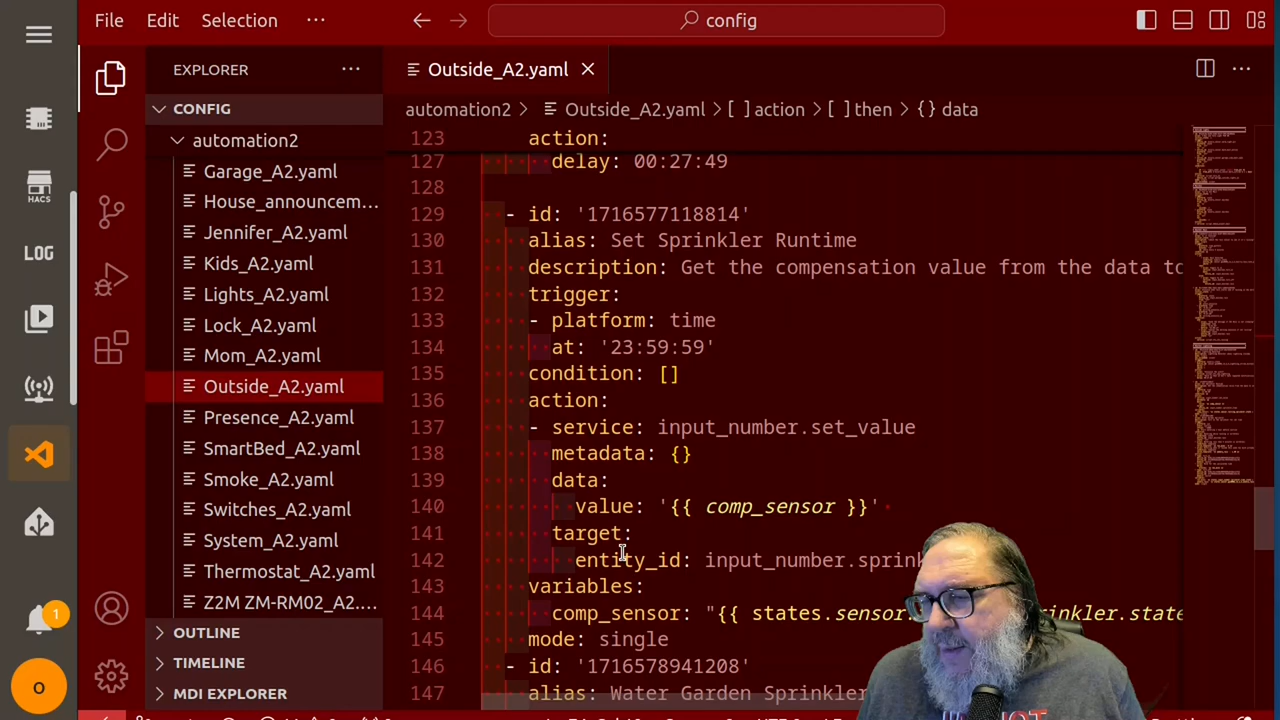 File Edit Selection ···
config
EXPLORER ···
Outside_A2.yaml
CONFIG
automation2
automation2 > Outside_A2.yaml > [ ] action > [ ] then > {} data
Garage_A2.yaml
House_announcem...
Jennifer_A2.yaml
Kids_A2.yaml
Lights_A2.yaml
Lock_A2.yaml
Mom_A2.yaml
Outside_A2.yaml
Presence_A2.yaml
SmartBed_A2.yaml
Smoke_A2.yaml
Switches_A2.yaml
System_A2.yaml
Thermostat_A2.yaml
Z2M ZM-RM02_A2....
OUTLINE
TIMELINE
MDI EXPLORER
HACS
LOG
1
O
123 action:
127 delay: 00:27:49
128
129 - id: '1716577118814'
130 alias: Set Sprinkler Runtime
131 description: Get the compensation value from the data to
132 trigger:
133 - platform: time
134 at: '23:59:59'
135 condition: []
136 action:
137 - service: input_number.set_value
138 metadata: {}
139 data:
140 value: '{{ comp_sensor }}'
141 target:
142 entity_id: input_number.sprink
143 variables:
144 comp_sensor: "{{ states.sensor. rinkler.state
145 mode: single
146 - id: '1716578941208'
147 alias: Water Garden Sprinkler